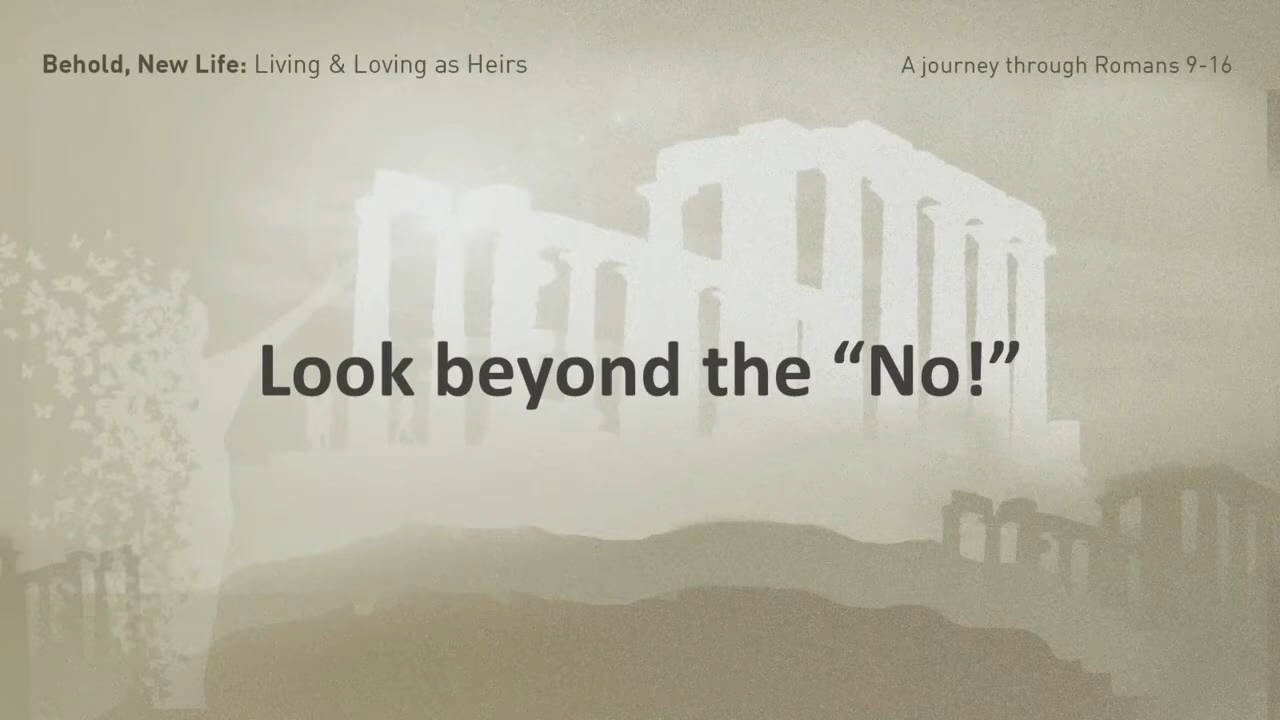 Behold, New Life: Living & Loving as Heirs
A journey through Romans 9-16
Look beyond the “No!”